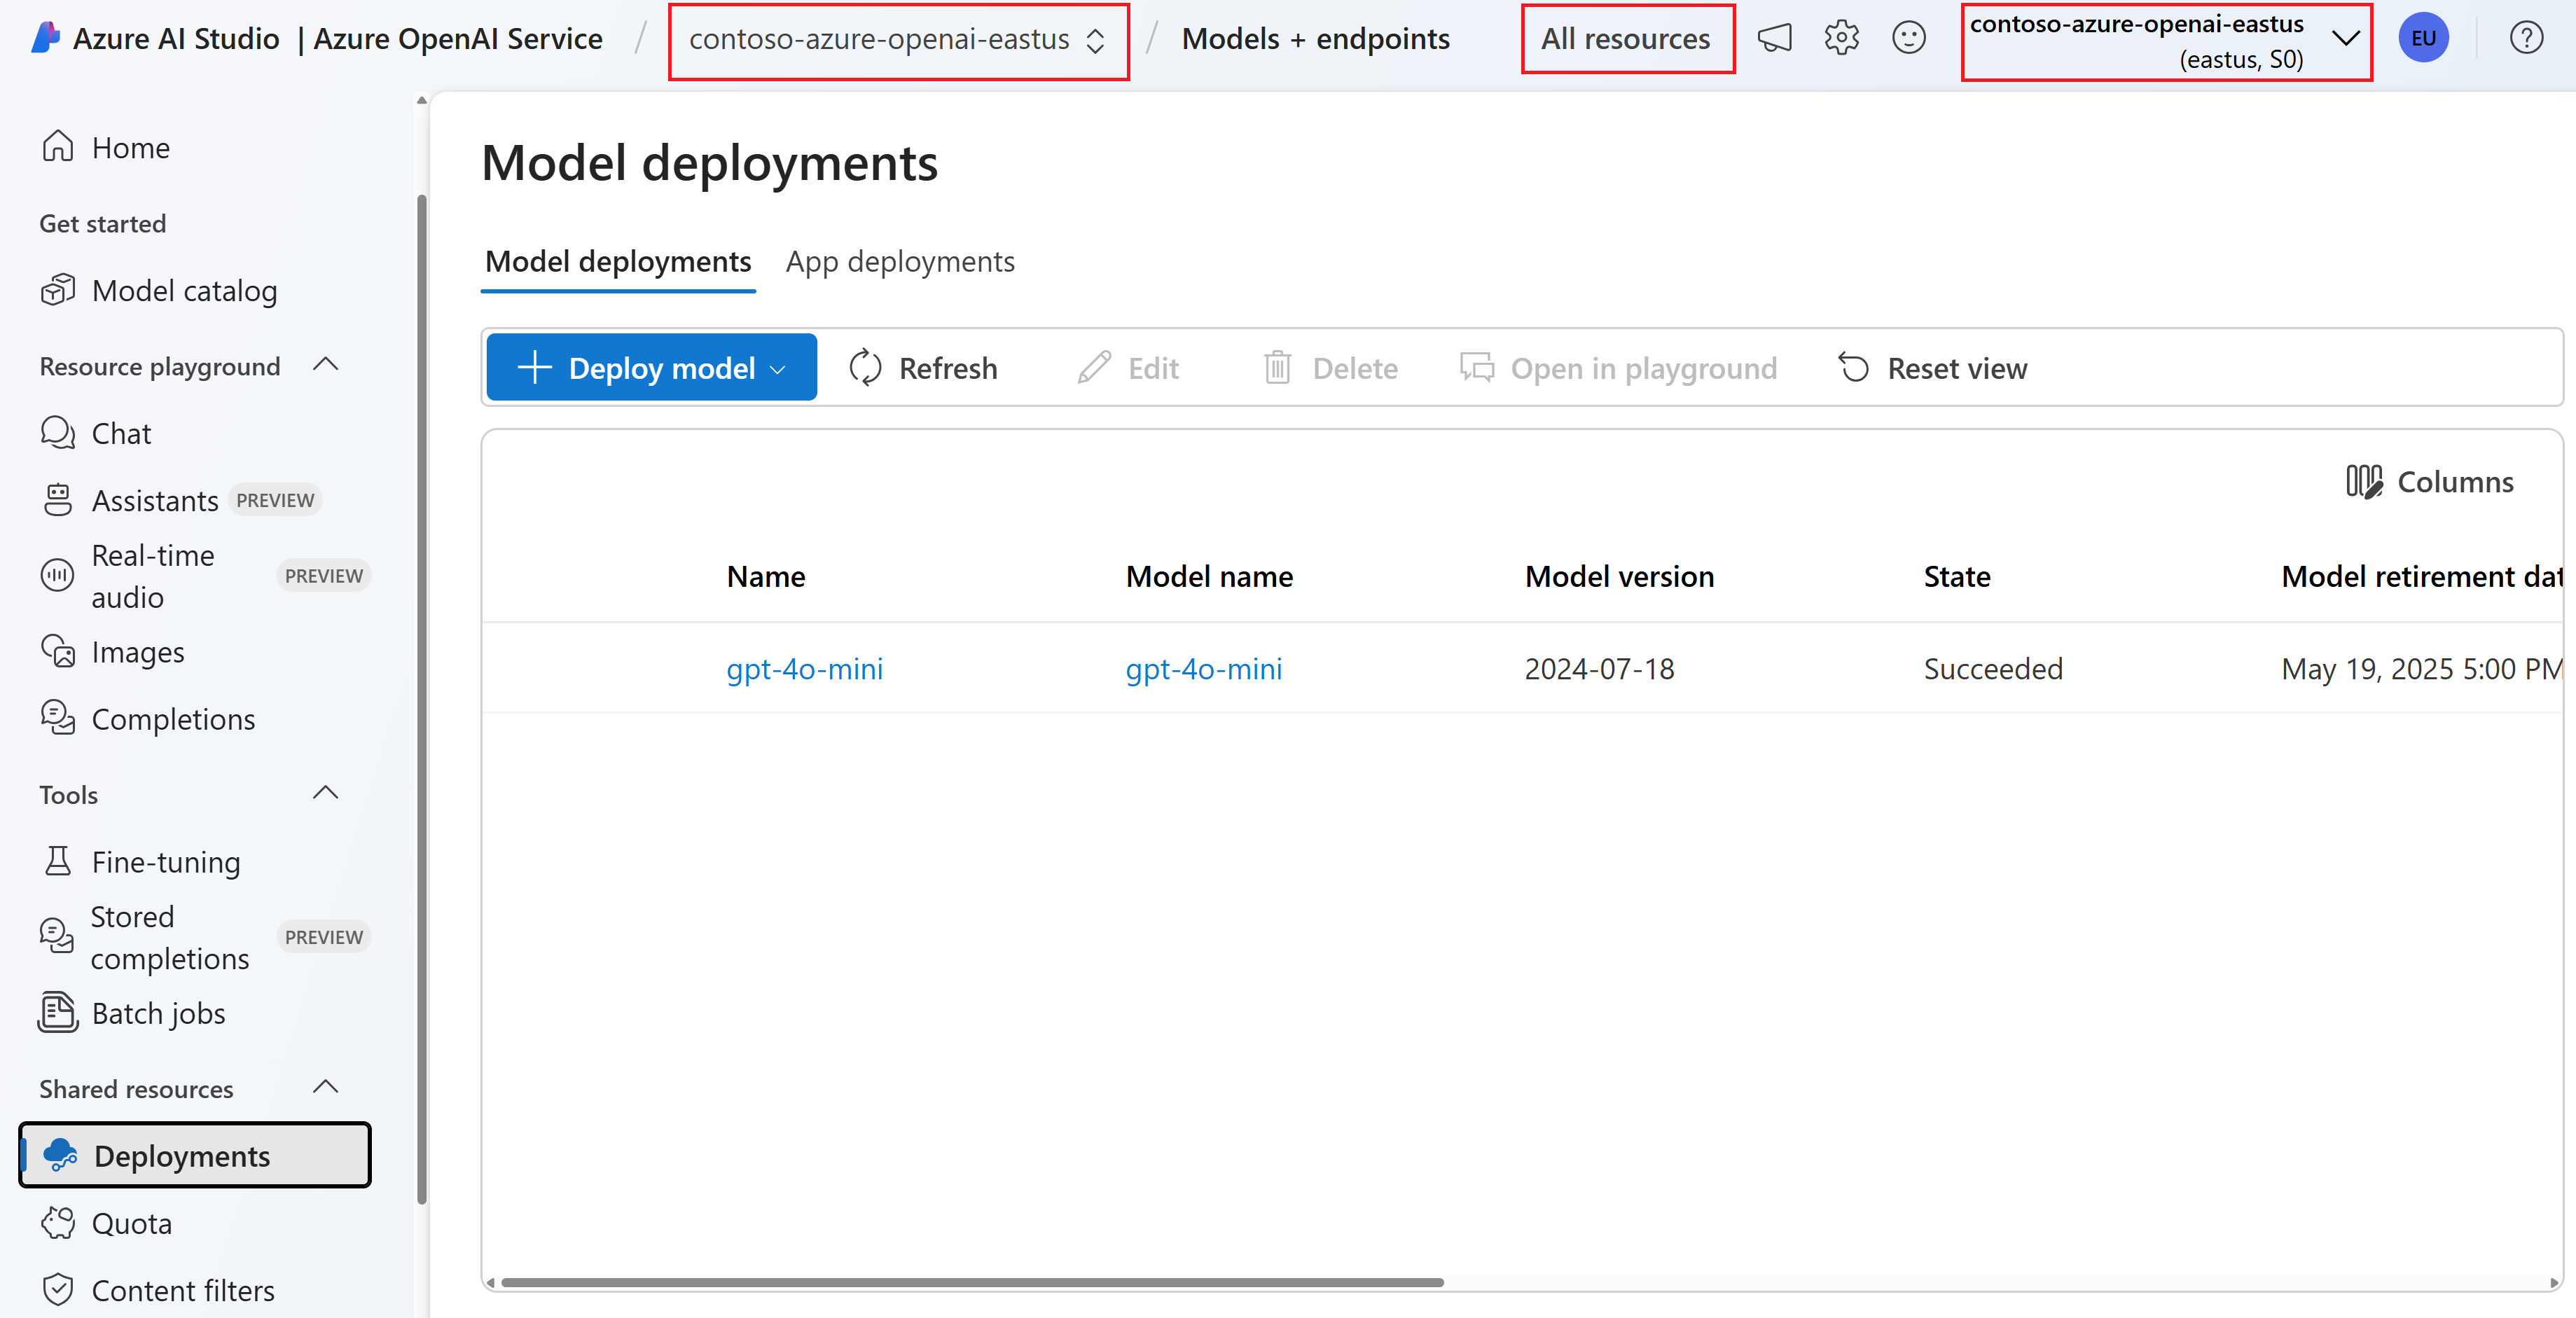 Azure AI Studio | Azure OpenAI Service / contoso-azure-openai-eastus / Models + endpoints All resources contoso-azure-openai-eastus EU
(eastus, S0)
Home
Get started
Model catalog
Resource playground
Chat
Assistants PREVIEW
Real-time
audio PREVIEW
Images
Completions
Tools
Fine-tuning
Stored
completions PREVIEW
Batch jobs
Shared resources
Deployments
Quota
Content filters
Model deployments
Model deployments App deployments
Deploy model Refresh Edit Delete Open in playground Reset view
Columns
Name Model name Model version State Model retirement dat
gpt-4o-mini gpt-4o-mini 2024-07-18 Succeeded May 19, 2025 5:00 PM